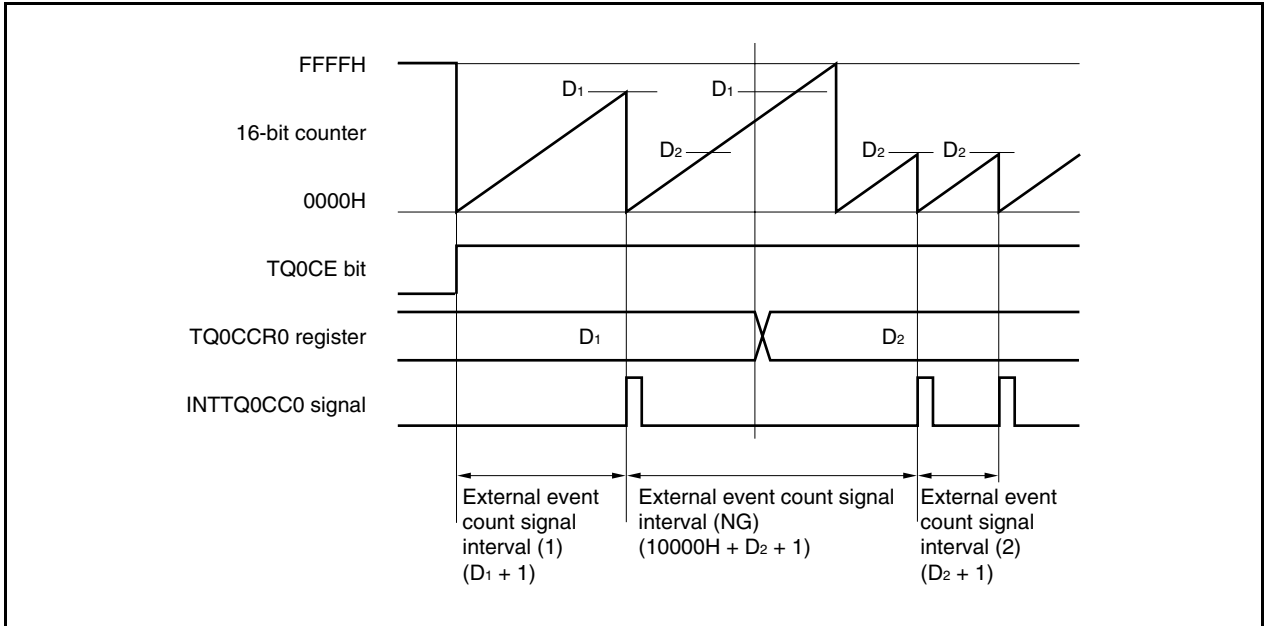 FFFFH
D1
D1
16-bit counter
D2
D2
D2
0000H
TQ0CE bit
TQ0CCR0 register
D1
D2
INTTQ0CC0 signal
External event
count signal
interval (1)
(D1 + 1)
External event count signal
interval (NG)
(10000H + D2 + 1)
External event
count signal
interval (2)
(D2 + 1)